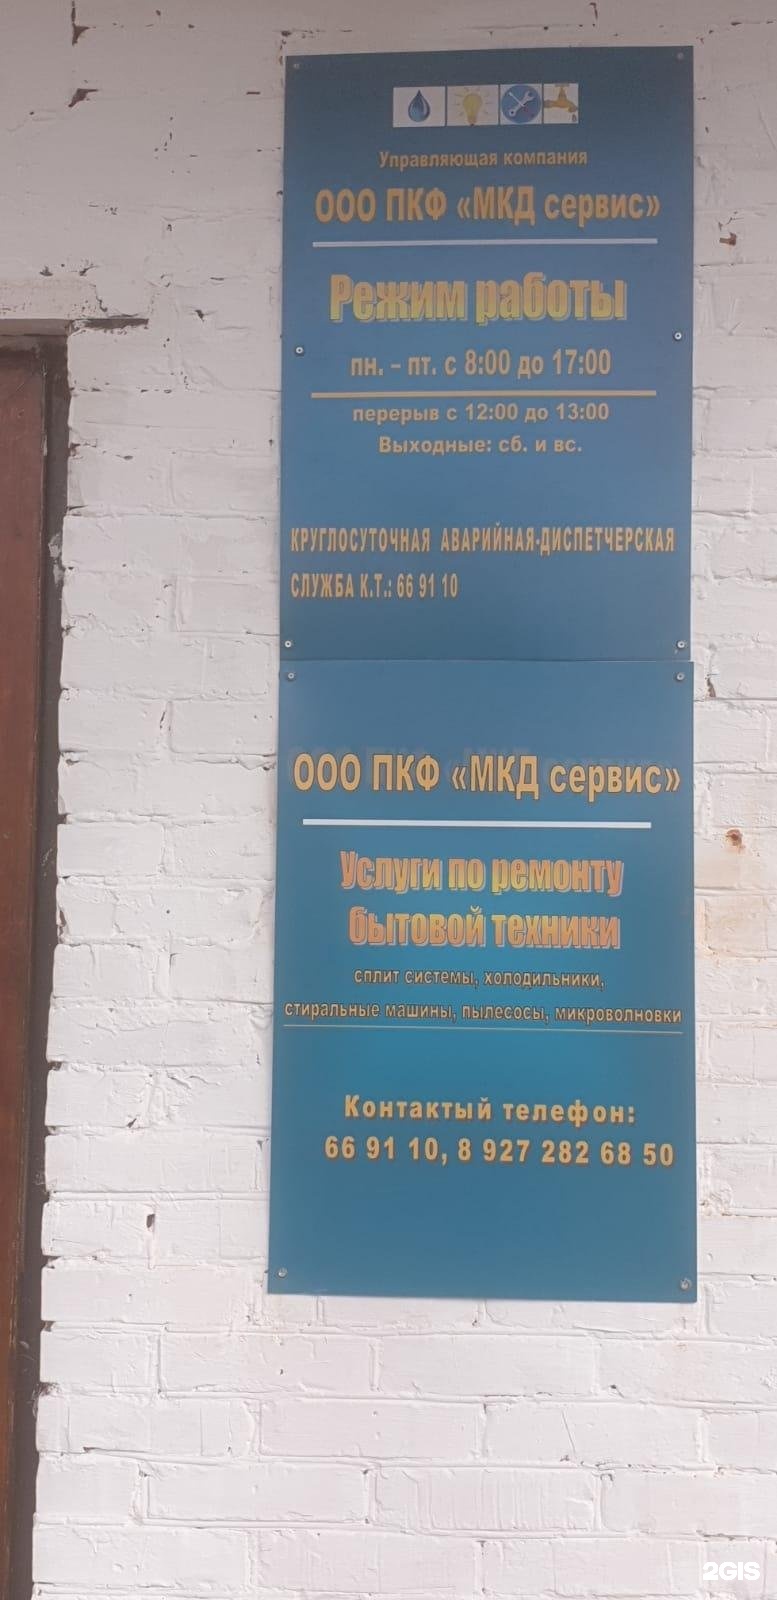 Управляющая компания
ООО ПКФ «МКД сервис»
Режим работы
пн. – пт. с 8:00 до 17:00
перерыв с 12:00 до 13:00
Выходные: сб. и вс.
КРУГЛОСУТОЧНАЯ АВАРИЙНАЯ-ДИСПЕТЧЕРСКАЯ
СЛУЖБА К.Т.: 66 91 10
ООО ПКФ «МКД сервис»
Услуги по ремонту
бытовой техники
сплит системы, холодильники,
стиральные машины, пылесосы, микроволновки
Контактый телефон:
66 91 10, 8 927 282 68 50
2GIS